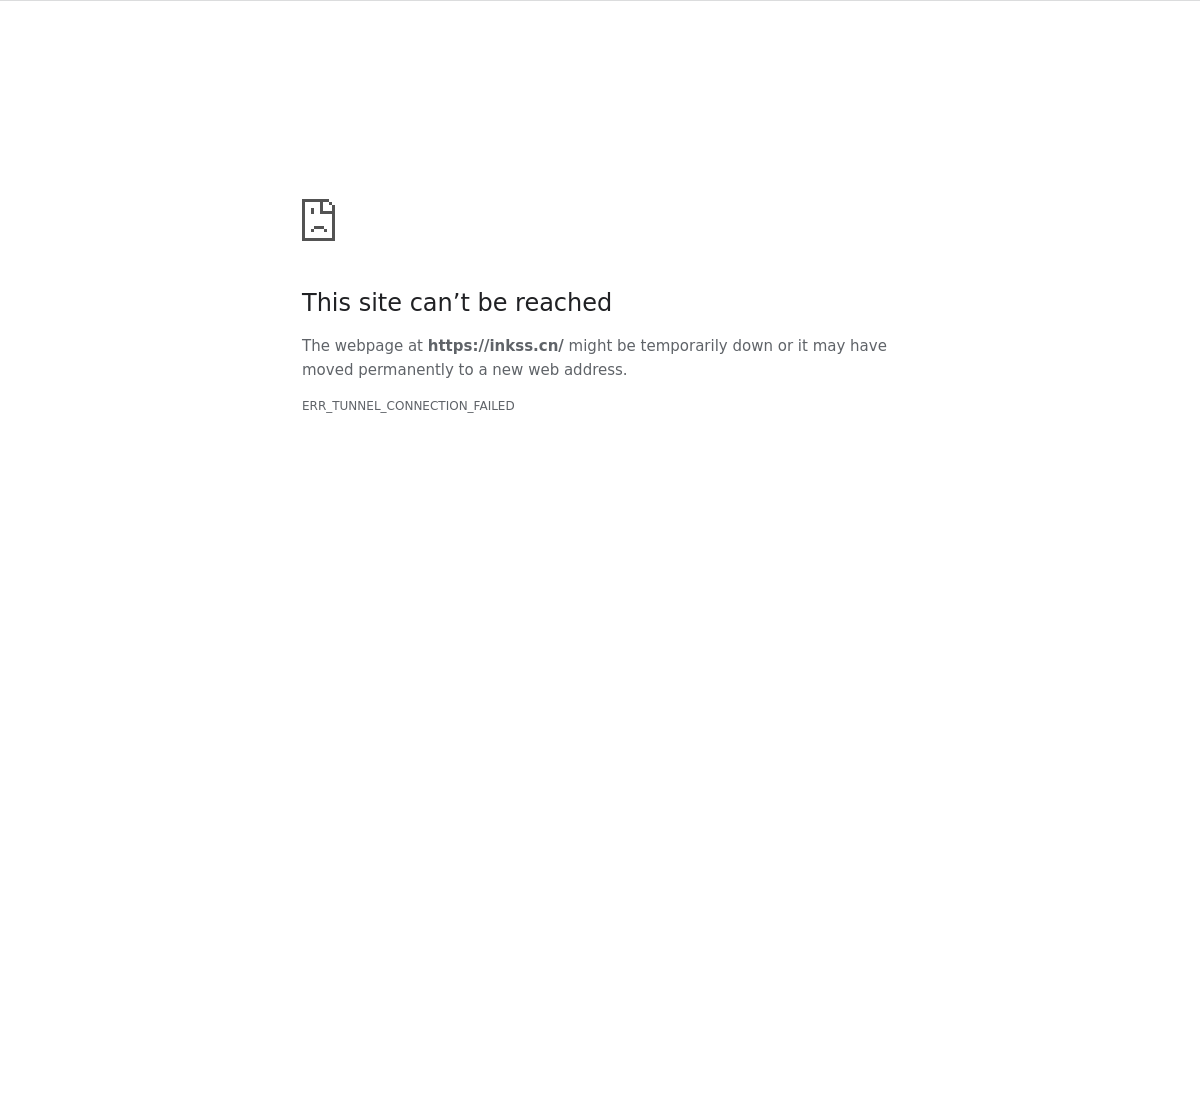 This site can’t be reached
The webpage at https://inkss.cn/ might be temporarily down or it may have
moved permanently to a new web address.
ERR_TUNNEL_CONNECTION_FAILED